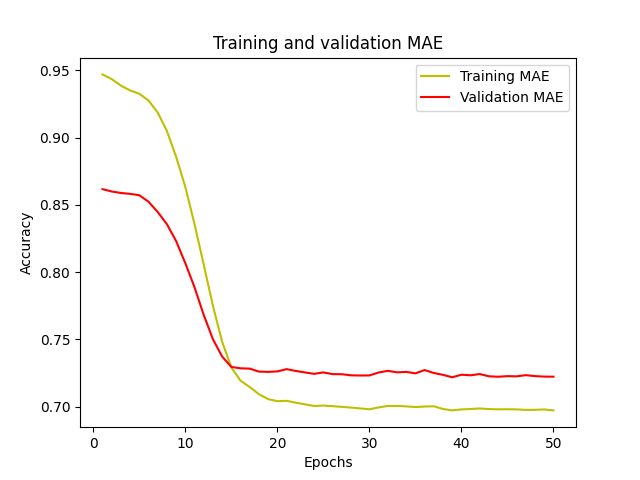 Training and validation MAE
Training MAE
Validation MAE
Accuracy
0.95
0.90
0.85
0.80
0.75
0.70
0
10
20
30
40
50
Epochs